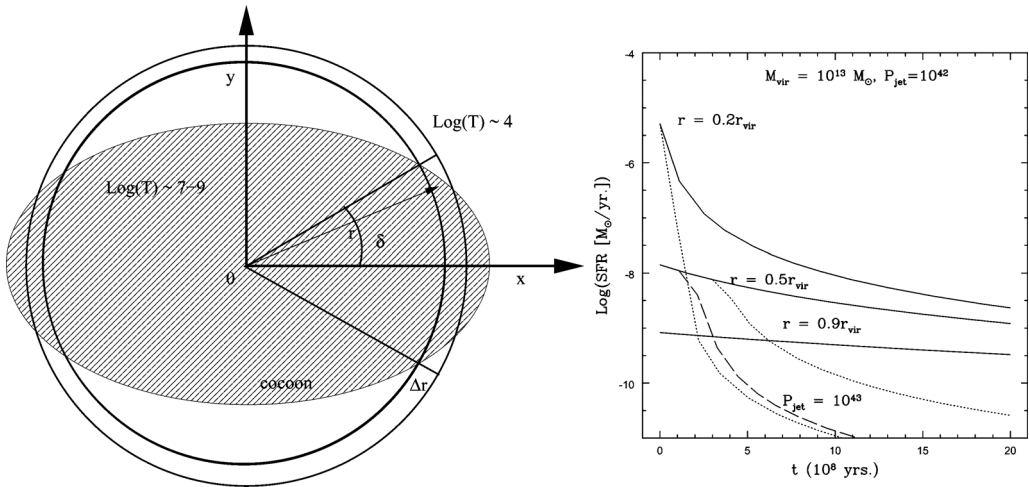 y
Log(T) ~ 4
Log(T) ~ 7-9
r
δ
0
x
Δr
cocoon
M_vir = 10^13 M_⊙, P_jet=10^42
r = 0.2r_vir
r = 0.5r_vir
r = 0.9r_vir
P_jet = 10^43
Log(SFR [M_⊙/yr.])
-4
-6
-8
-10
0
5
10
15
20
t (10^8 yrs.)